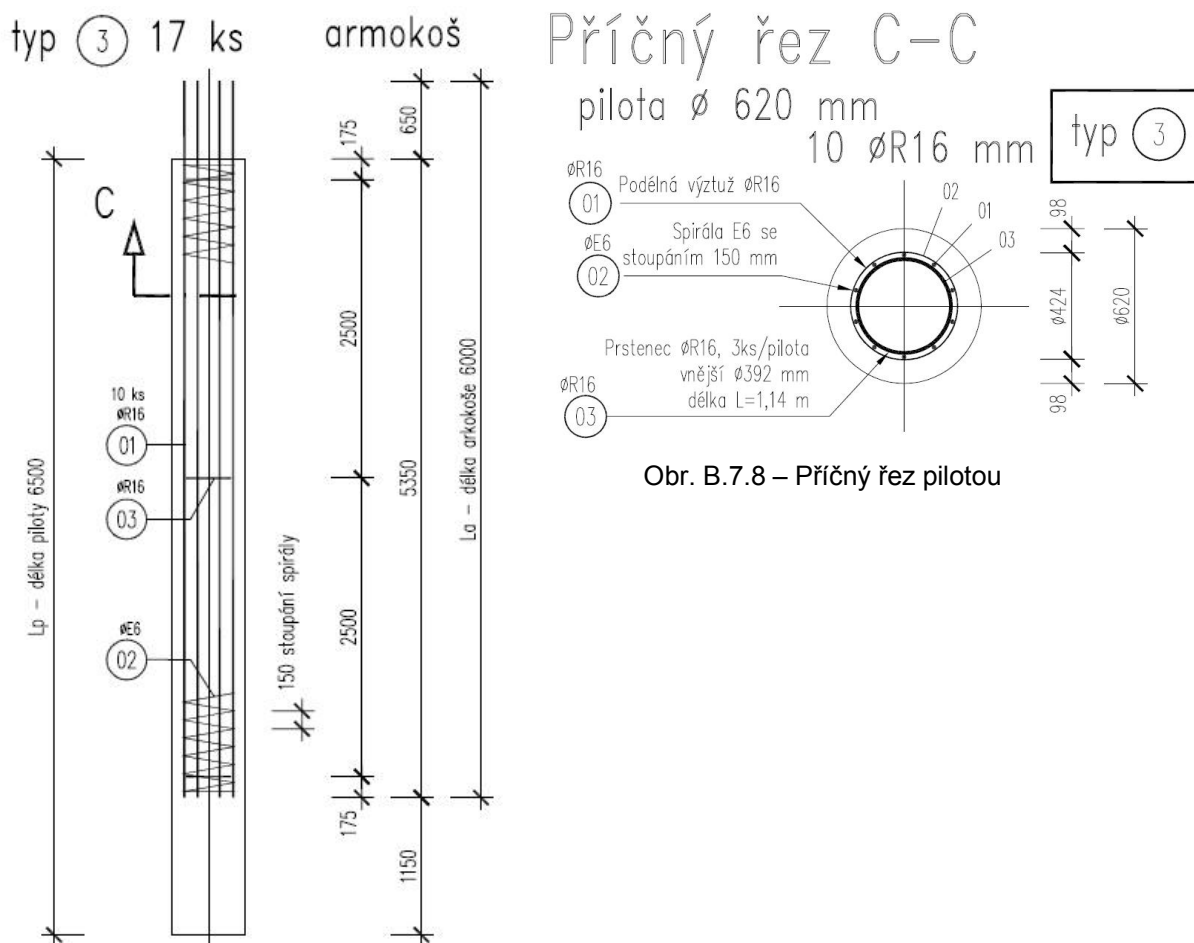 typ 3 17 ks
armokoš
650
175
C
2500
10 ks
øR16
01
øR16
03
Lp - délka piloty 6500
5350
La - délka arkokoše 6000
150 stoupání spirály
2500
øE6
02
175
1150
Příčný řez C-C
pilota ø 620 mm
10 øR16 mm
typ 3
øR16
01
Podélná výztuž øR16
øE6
02
Spirála E6 se
stoupáním 150 mm
02
01
03
98
ø424
ø620
98
Prstenec øR16, 3ks/pilota
vnější ø392 mm
délka L=1,14 m
øR16
03
Obr. B.7.8 – Příčný řez pilotou